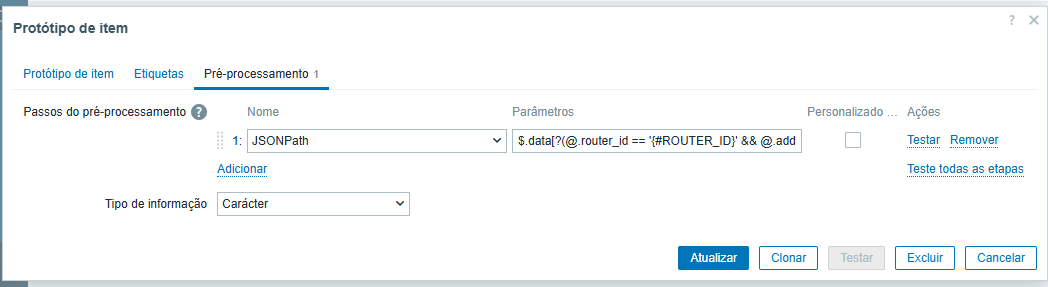 Protótipo de item
? ×
Protótipo de item Etiquetas Pré-processamento 1
Passos do pré-processamento ? Nome Parâmetros Personalizado ... Ações
1: JSONPath $.data[?(@.router_id == '{#ROUTER_ID}' && @.add Testar Remover
Adicionar Teste todas as etapas
Tipo de informação Carácter
Atualizar Clonar Testar Excluir Cancelar